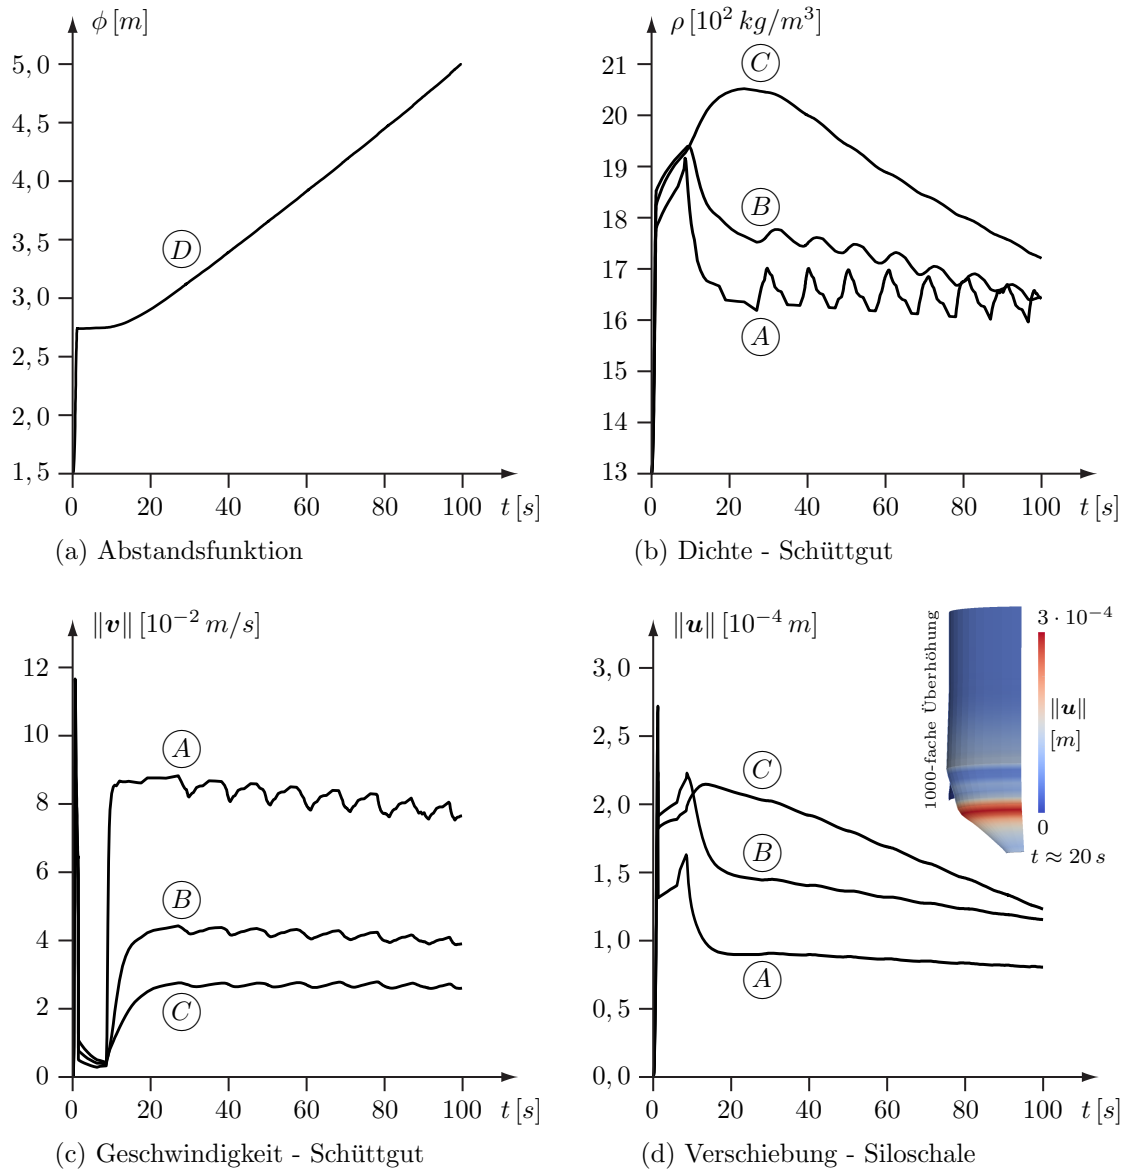 ϕ [m]
5,0
4,5
4,0
3,5
3,0
2,5
2,0
1,5
D
0 20 40 60 80 100 t [s]
(a) Abstandsfunktion
ρ [10² kg/m³]
21
20
19
18
17
16
15
14
13
C
B
A
0 20 40 60 80 100 t [s]
(b) Dichte - Schüttgut
‖v‖ [10⁻² m/s]
12
10
8
6
4
2
0
A
B
C
0 20 40 60 80 100 t [s]
(c) Geschwindigkeit - Schüttgut
‖u‖ [10⁻⁴ m]
3,0
2,5
2,0
1,5
1,0
0,5
0,0
C
B
A
1000-fache Überhöhung
3 · 10⁻⁴
‖u‖
[m]
0
t ≈ 20 s
0 20 40 60 80 100 t [s]
(d) Verschiebung - Siloschale